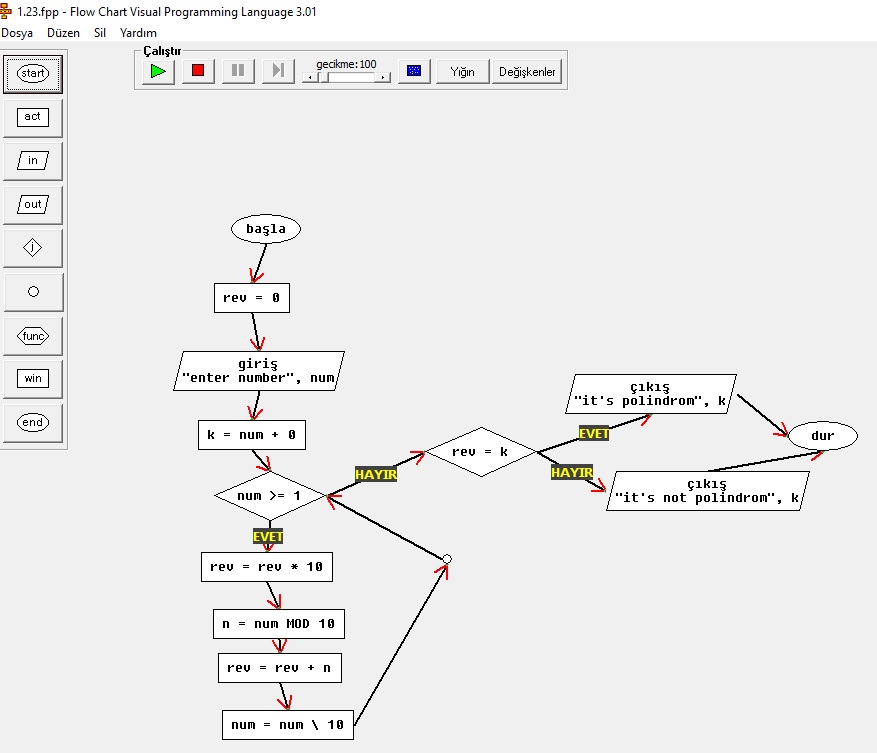 1.23.fpp - Flow Chart Visual Programming Language 3.01
Dosya Düzen Sil Yardım
Çalıştır
gecikme:100
Yığın
Değişkenler
start
act
in
out
j
func
win
end
başla
rev = 0
giriş
"enter number", num
k = num + 0
num >= 1
EVET
HAYIR
rev = rev * 10
n = num MOD 10
rev = rev + n
num = num \ 10
rev = k
EVET
HAYIR
çıkış
"it's polindrom", k
çıkış
"it's not polindrom", k
dur